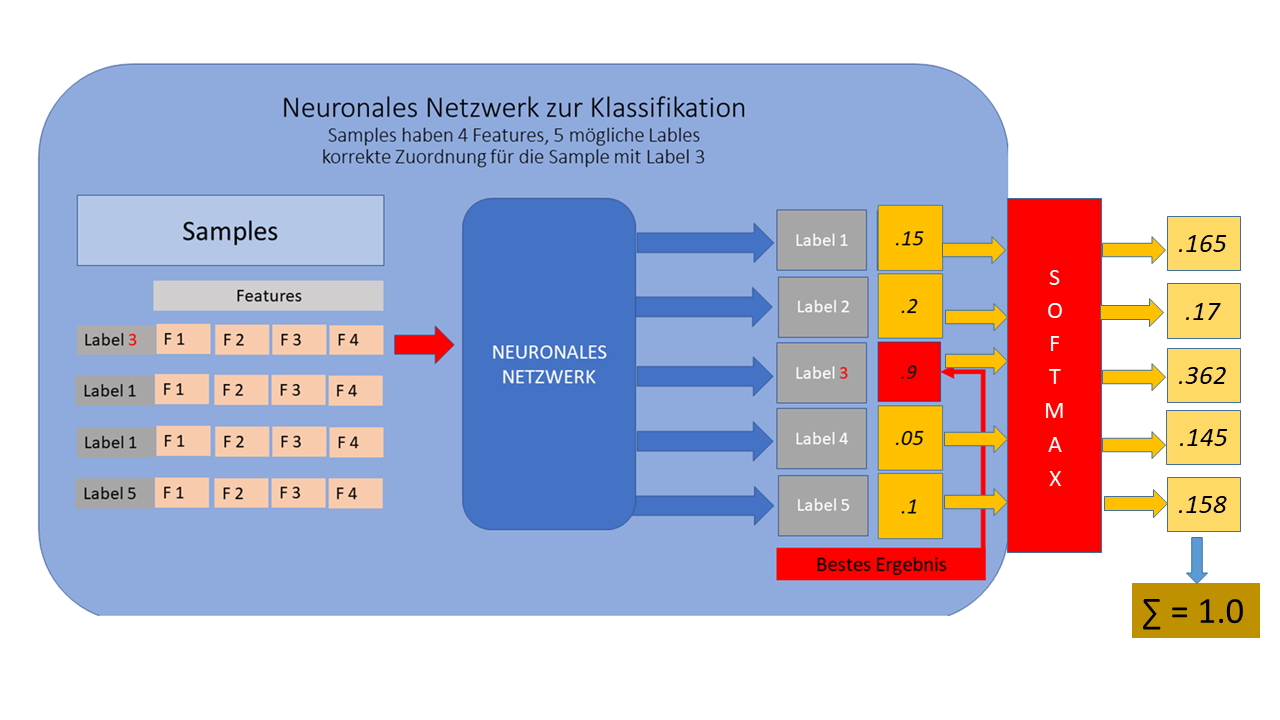 Neuronales Netzwerk zur Klassifikation
Samples haben 4 Features, 5 mögliche Lables
korrekte Zuordnung für die Sample mit Label 3
Samples
Features
Label 3 F 1 F 2 F 3 F 4
Label 1 F 1 F 2 F 3 F 4
Label 1 F 1 F 2 F 3 F 4
Label 5 F 1 F 2 F 3 F 4
NEURONALES
NETZWERK
Label 1 .15
Label 2 .2
Label 3 .9
Label 4 .05
Label 5 .1
Bestes Ergebnis
S
O
F
T
M
A
X
.165
.17
.362
.145
.158
∑ = 1.0